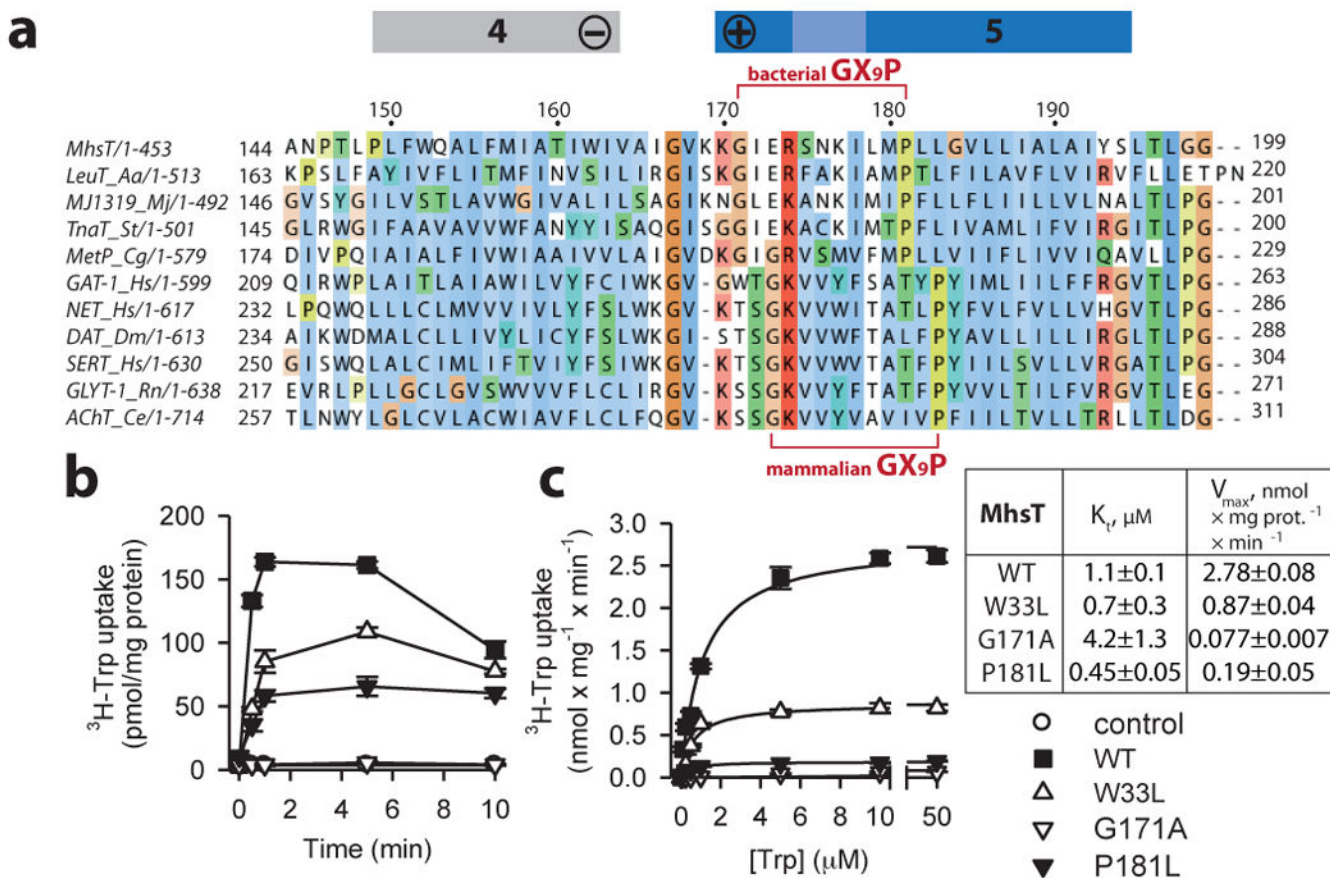 a
4 −
+ 5
bacterial GX9P
150 160 170 180 190
MhsT/1-453 144 ANPTLPLFWQALFMIATIWIVAIGVKKGIERSNKILMPLLGVLLIALAIYSLTLGG-- 199
LeuT_Aa/1-513 163 KPSLFAYIVFLITMFINVSILIRGISKGIERFAKIAMPTLFILAVFLVIRVFLLETPN 220
MJ1319_Mj/1-492 146 GVSYGILVSTLAVWGIVALILSAGIKNGLEKANKIMIPFLLFLIILLVLNALTLPG-- 201
TnaT_St/1-501 145 GLRWGIFAAVAVVWFANYYISAQGISGGIEKACKIMTPFLIVAMLIFVIRGITLPG-- 200
MetP_Cg/1-579 174 DIVPQIAIALFIVWIAAIVVLAIGVDKGIGRVSMVFMPLLVIIFLIVVIQAVLLPG-- 229
GAT-1_Hs/1-599 209 QIRWPLAITLAIAWILVYFCIWKGV-GWTGKVVYFSATYPYIMLIILFFRGVTLPG-- 263
NET_Hs/1-617 232 LPQWQLLLCLMVVVIVLYFSLWKGV-KTSGKVVWITATLPYFVLFVLLVHGVTLPG-- 286
DAT_Dm/1-613 234 AIKWDMALCLLIVYLICYFSLWKGI-STSGKVVWFTALFPYAVLLILLIRGLTLPG-- 288
SERT_Hs/1-630 250 GISWQLALCIMLIFTVIYFSIWKGV-KTSGKVVWVTATFPYIILSVLLVRGATLPG-- 304
GLYT-1_Rn/1-638 217 EVRLPLLGCLGVSWVVVFLCLIRGV-KSSGKVVYFTATFPYVVLTILFVRGVTLEG-- 271
AChT_Ce/1-714 257 TLNWYLGLCVLACWIAVFLCLFQGV-KSSGKVVYVAVIVPFIILTVLLTRLLTLDG-- 311
mammalian GX9P
b
³H-Trp uptake
(pmol/mg protein)
200
150
100
50
0
0 2 4 6 8 10
Time (min)
c
³H-Trp uptake
(nmol x mg⁻¹ x min⁻¹)
3.0
2.5
2.0
1.5
1.0
0.5
0.0
0 2 4 6 8 10 50
[Trp] (μM)
MhsT Kt, μM Vmax, nmol × mg prot. ⁻¹ × min ⁻¹
WT 1.1±0.1 2.78±0.08
W33L 0.7±0.3 0.87±0.04
G171A 4.2±1.3 0.077±0.007
P181L 0.45±0.05 0.19±0.05
control
WT
W33L
G171A
P181L